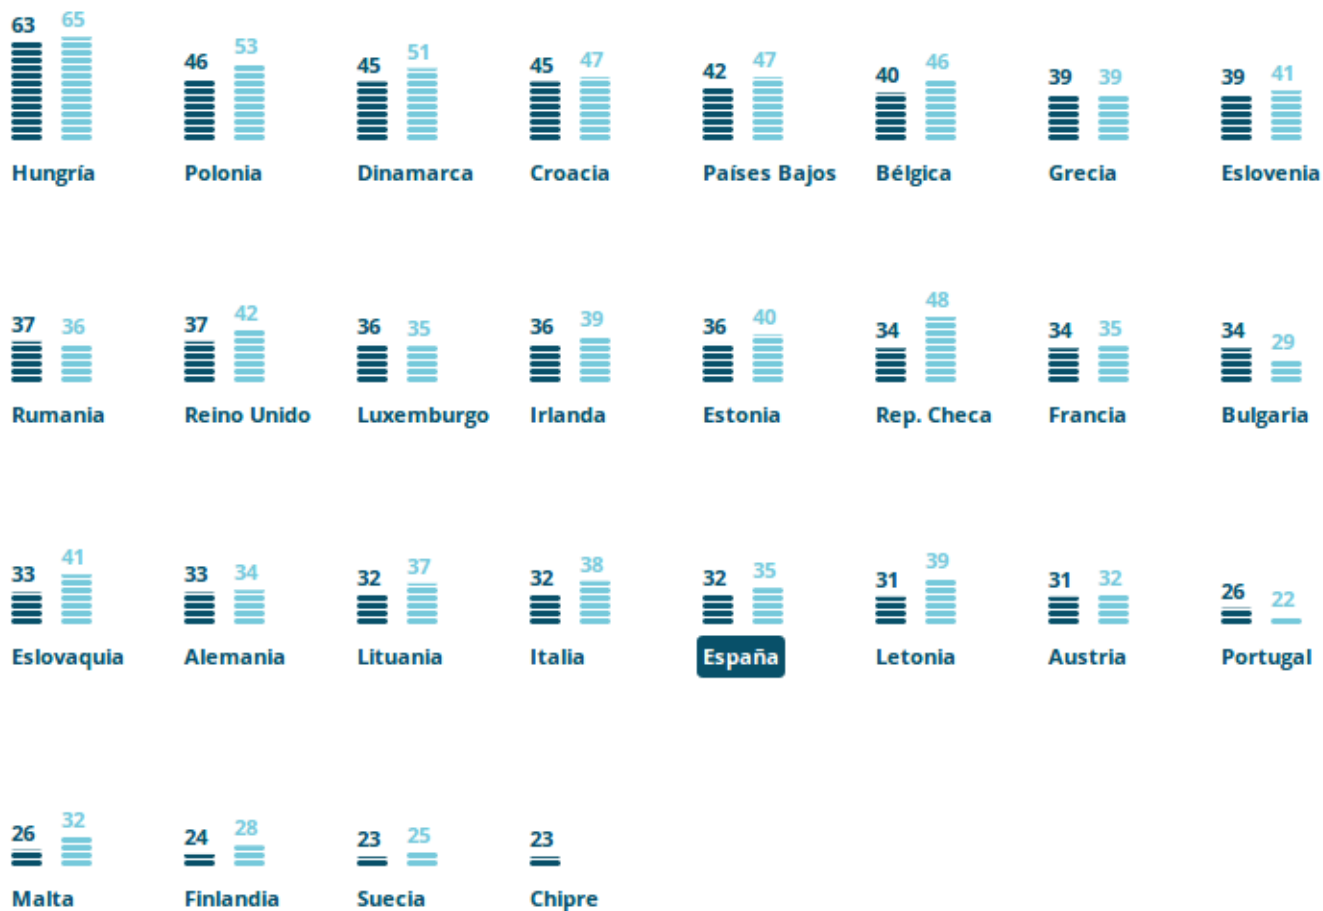 63 65 46 53 45 51 45 47 42 47 40 46 39 39 39 41
Hungría Polonia Dinamarca Croacia Países Bajos Bélgica Grecia Eslovenia
37 36 37 42 36 35 36 39 36 40 34 48 34 35 34 29
Rumania Reino Unido Luxemburgo Irlanda Estonia Rep. Checa Francia Bulgaria
33 41 33 34 32 37 32 38 32 35 31 39 31 32 26 22
Eslovaquia Alemania Lituania Italia España Letonia Austria Portugal
26 32 24 28 23 25 23
Malta Finlandia Suecia Chipre